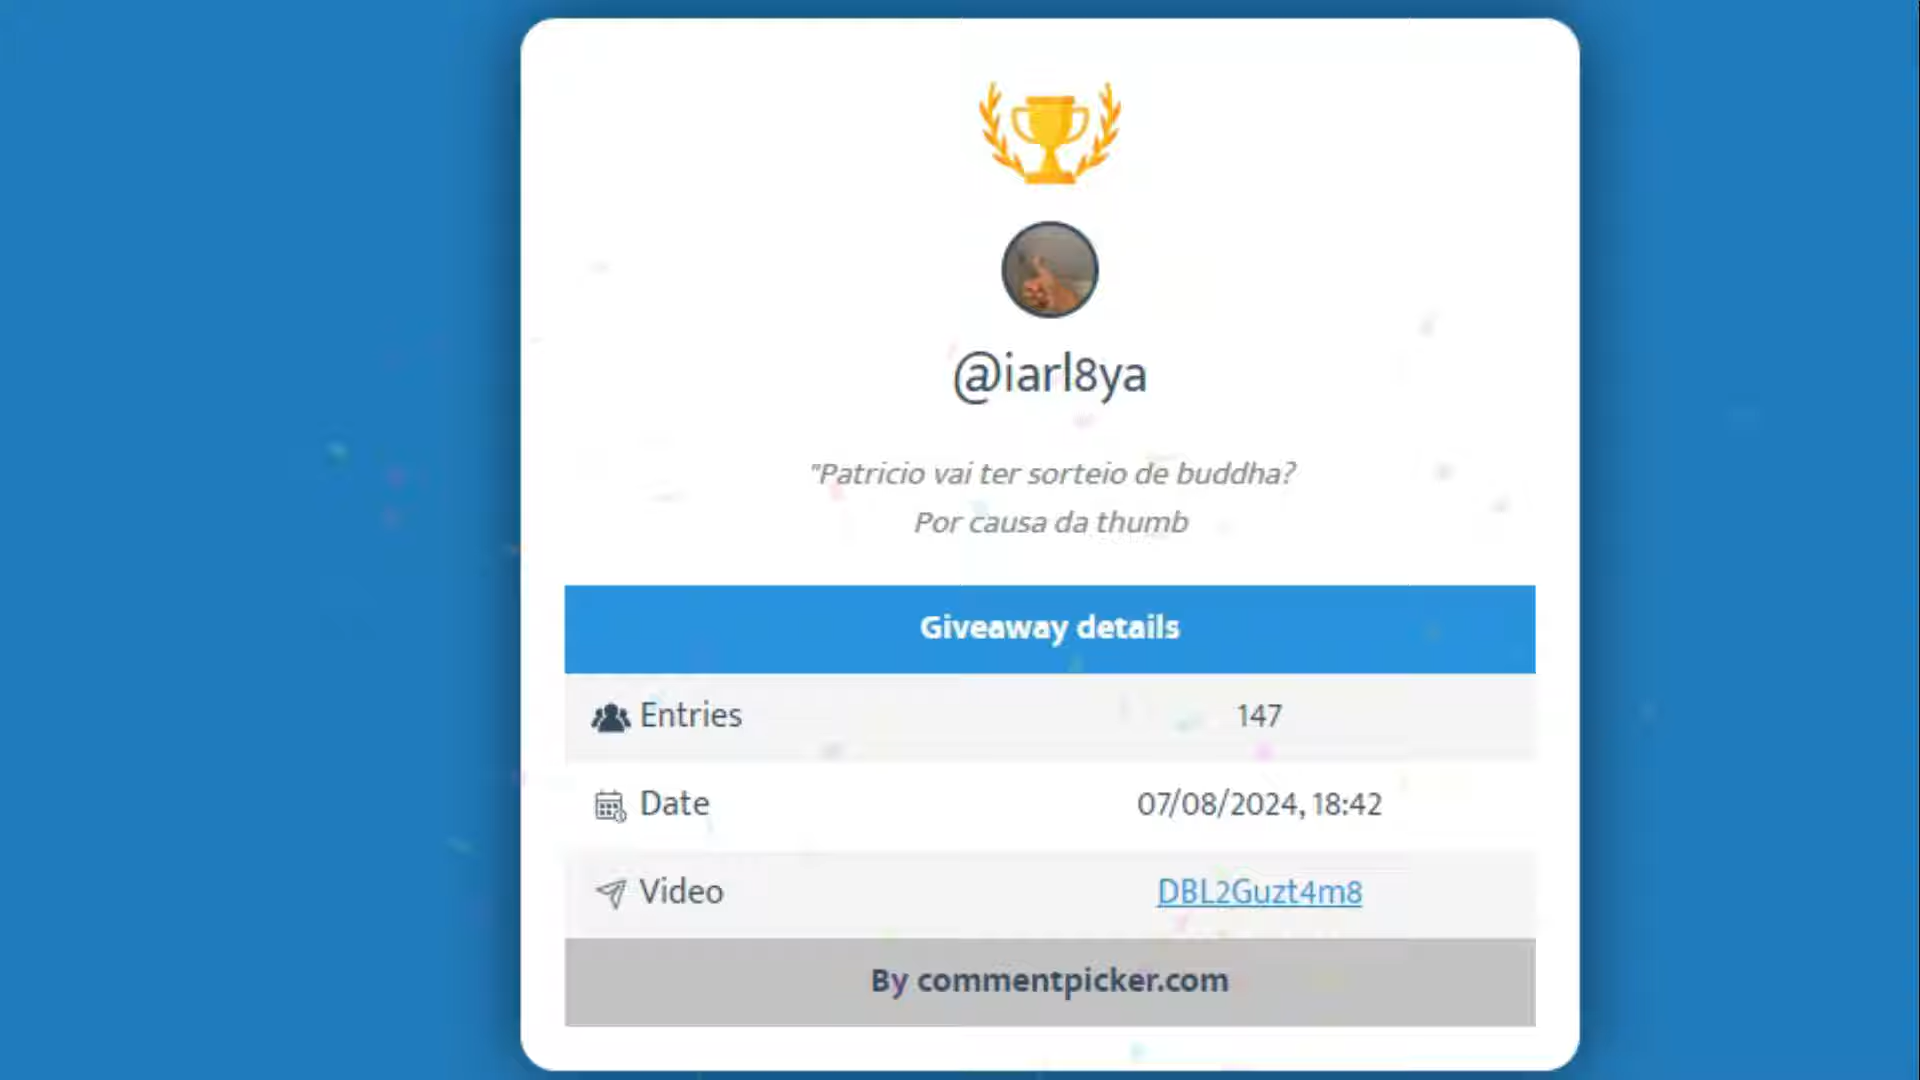 @iarl8ya
"Patricio vai ter sorteio de buddha?
Por causa da thumb
Giveaway details
Entries 147
Date 07/08/2024, 18:42
Video DBL2Guzt4m8
By commentpicker.com